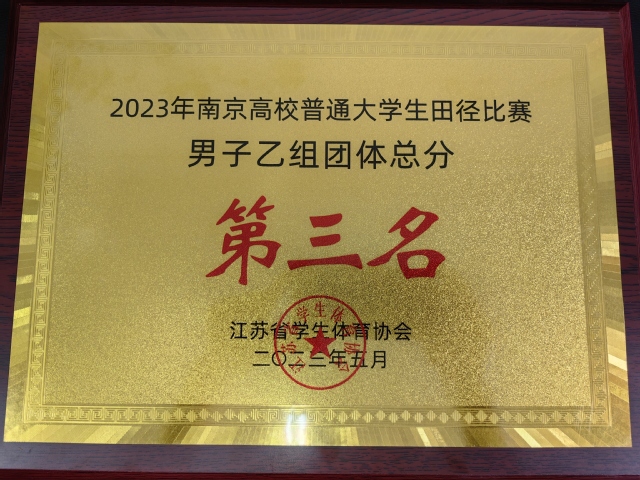 2023年南京高校普通大学生田径比赛
男子乙组团体总分
第三名
江苏省学生体育协会
二〇二三年五月